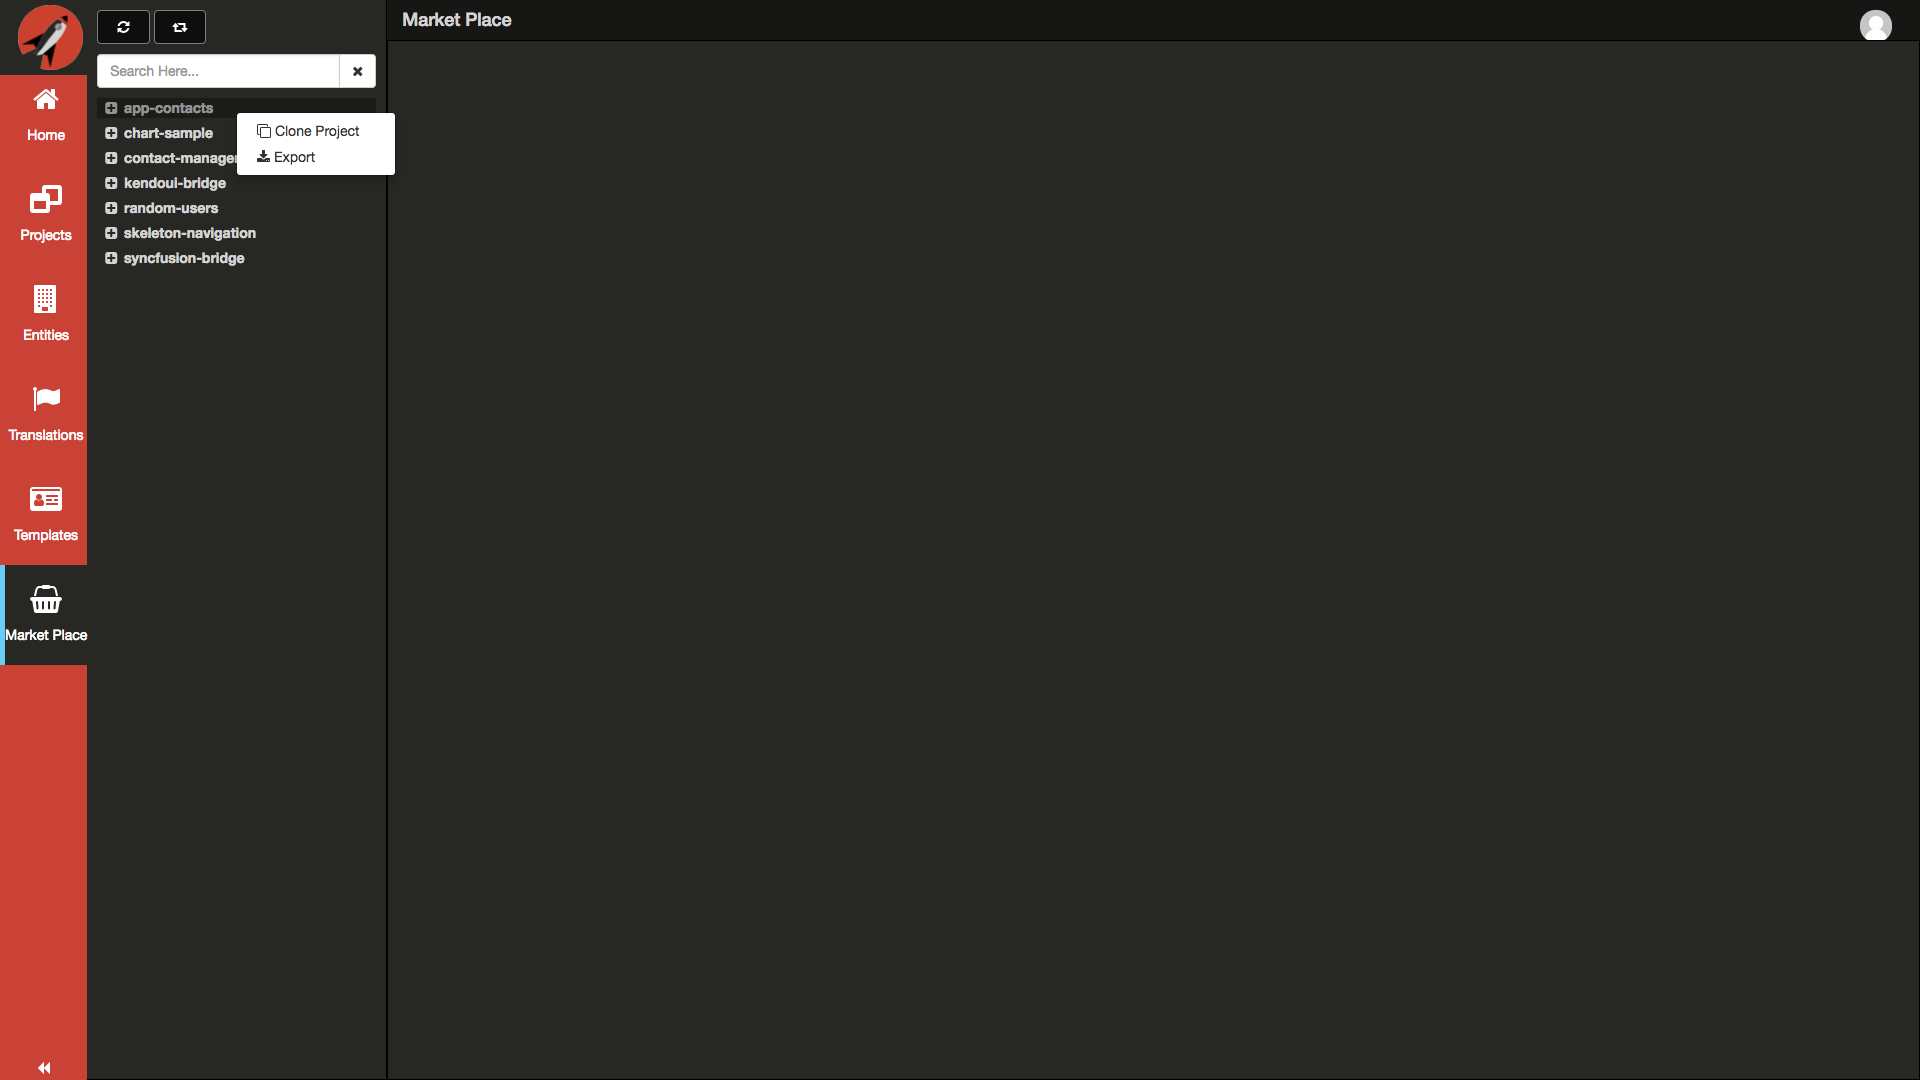 Market Place
Search Here...
app-contacts
Clone Project
Export
chart-sample
contact-manager
kendoui-bridge
random-users
skeleton-navigation
syncfusion-bridge
Home
Projects
Entities
Translations
Templates
Market Place